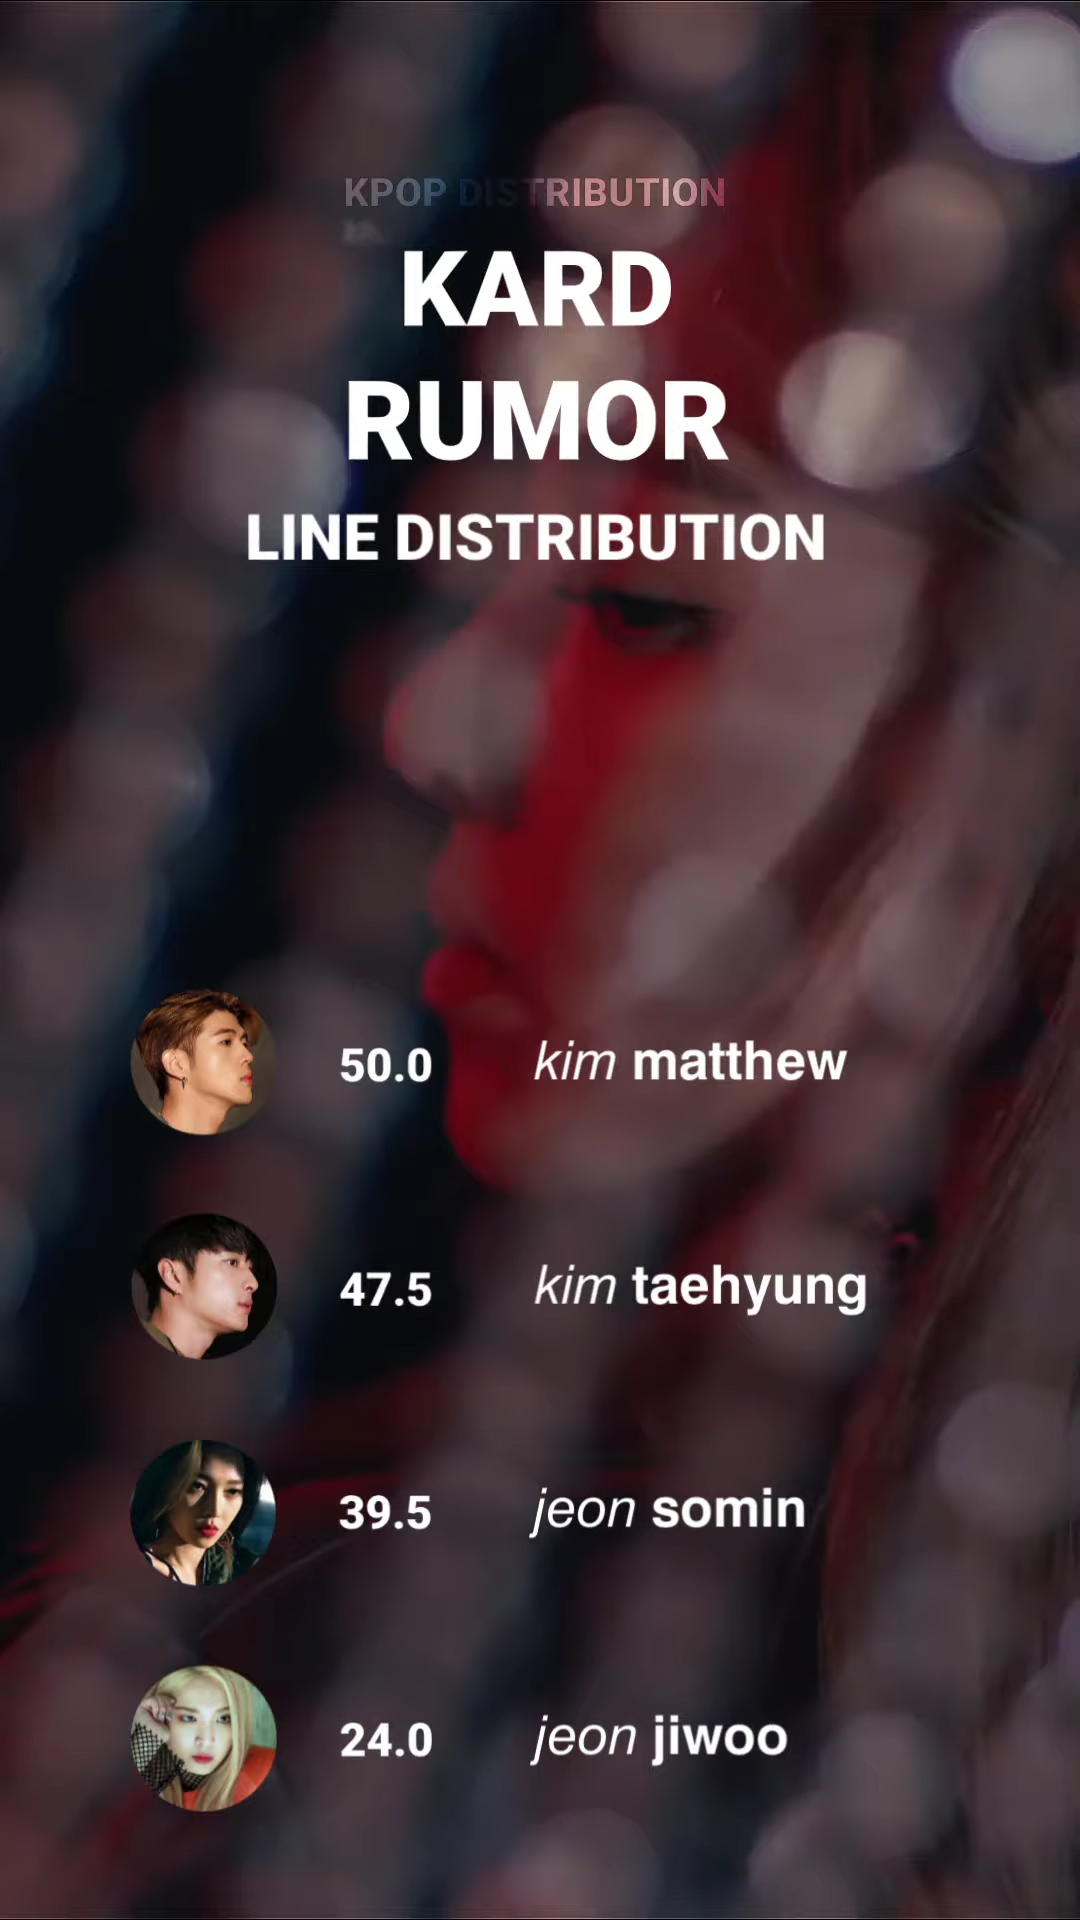 KPOP DISTRIBUTION
KARD
RUMOR
LINE DISTRIBUTION
50.0 kim matthew
47.5 kim taehyung
39.5 jeon somin
24.0 jeon jiwoo